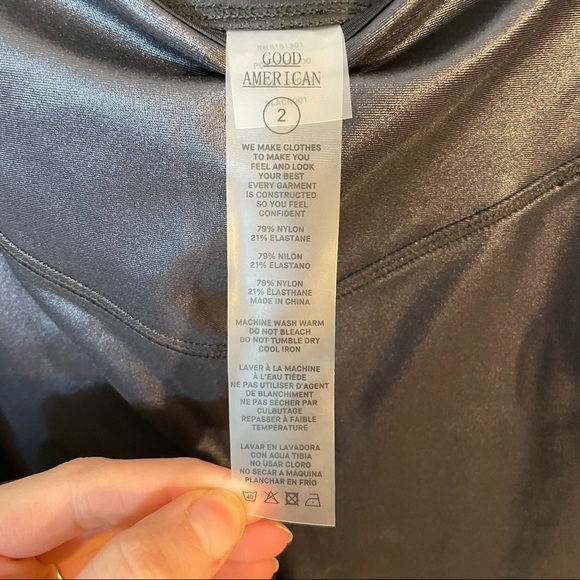 GOOD
AMERICAN
BLACK001
2
WE MAKE CLOTHES
TO MAKE YOU
FEEL AND LOOK
YOUR BEST
EVERY GARMENT
IS CONSTRUCTED
SO YOU FEEL
CONFIDENT
79% NYLON
21% ELASTANE
79% NILÓN
21% ELASTANO
79% NYLON
21% ÉLASTHANE
MADE IN CHINA
MACHINE WASH WARM
DO NOT BLEACH
DO NOT TUMBLE DRY
COOL IRON
LAVER À LA MACHINE
À L'EAU TIÈDE
NE PAS UTILISER D'AGENT
DE BLANCHIMENT
NE PAS SÉCHER PAR
CULBUTAGE
REPASSER À FAIBLE
TEMPÉRATURE
LAVAR EN LAVADORA
CON AGUA TIBIA
NO USAR CLORO
NO SECAR A MÁQUINA
PLANCHAR EN FRÍO
40